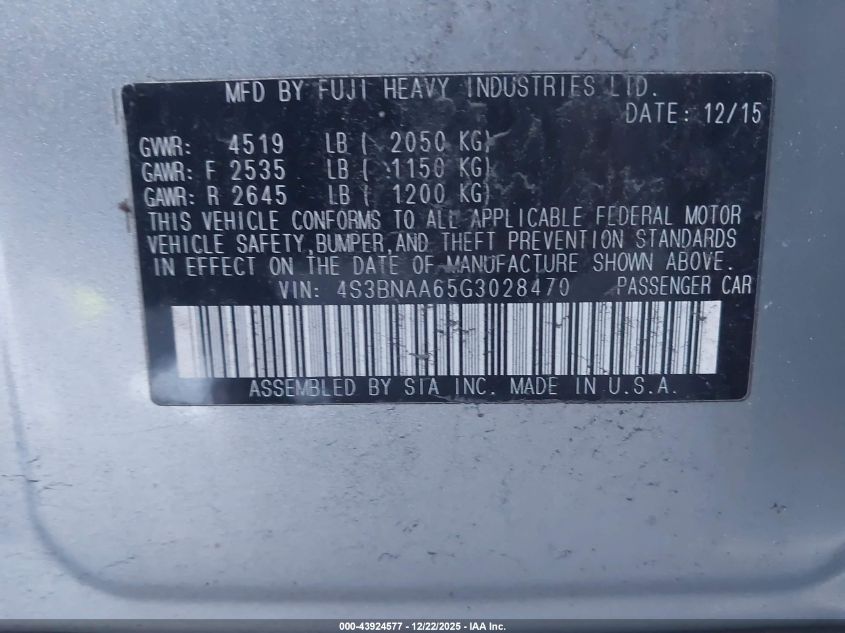 MFD BY FUJI HEAVY INDUSTRIES LTD.
DATE: 12/15
GVWR: 4519 LB ( 2050 KG)
GAWR: F 2535 LB ( 1150 KG)
GAWR: R 2645 LB ( 1200 KG)
THIS VEHICLE CONFORMS TO ALL APPLICABLE FEDERAL MOTOR
VEHICLE SAFETY,BUMPER,AND THEFT PREVENTION STANDARDS
IN EFFECT ON THE DATE OF MANUFACTURE SHOWN ABOVE.
VIN: 4S3BNAA65G3028470 PASSENGER CAR
ASSEMBLED BY SIA INC. MADE IN U.S.A.
000-43924577 - 12/22/2025 - IAA Inc.